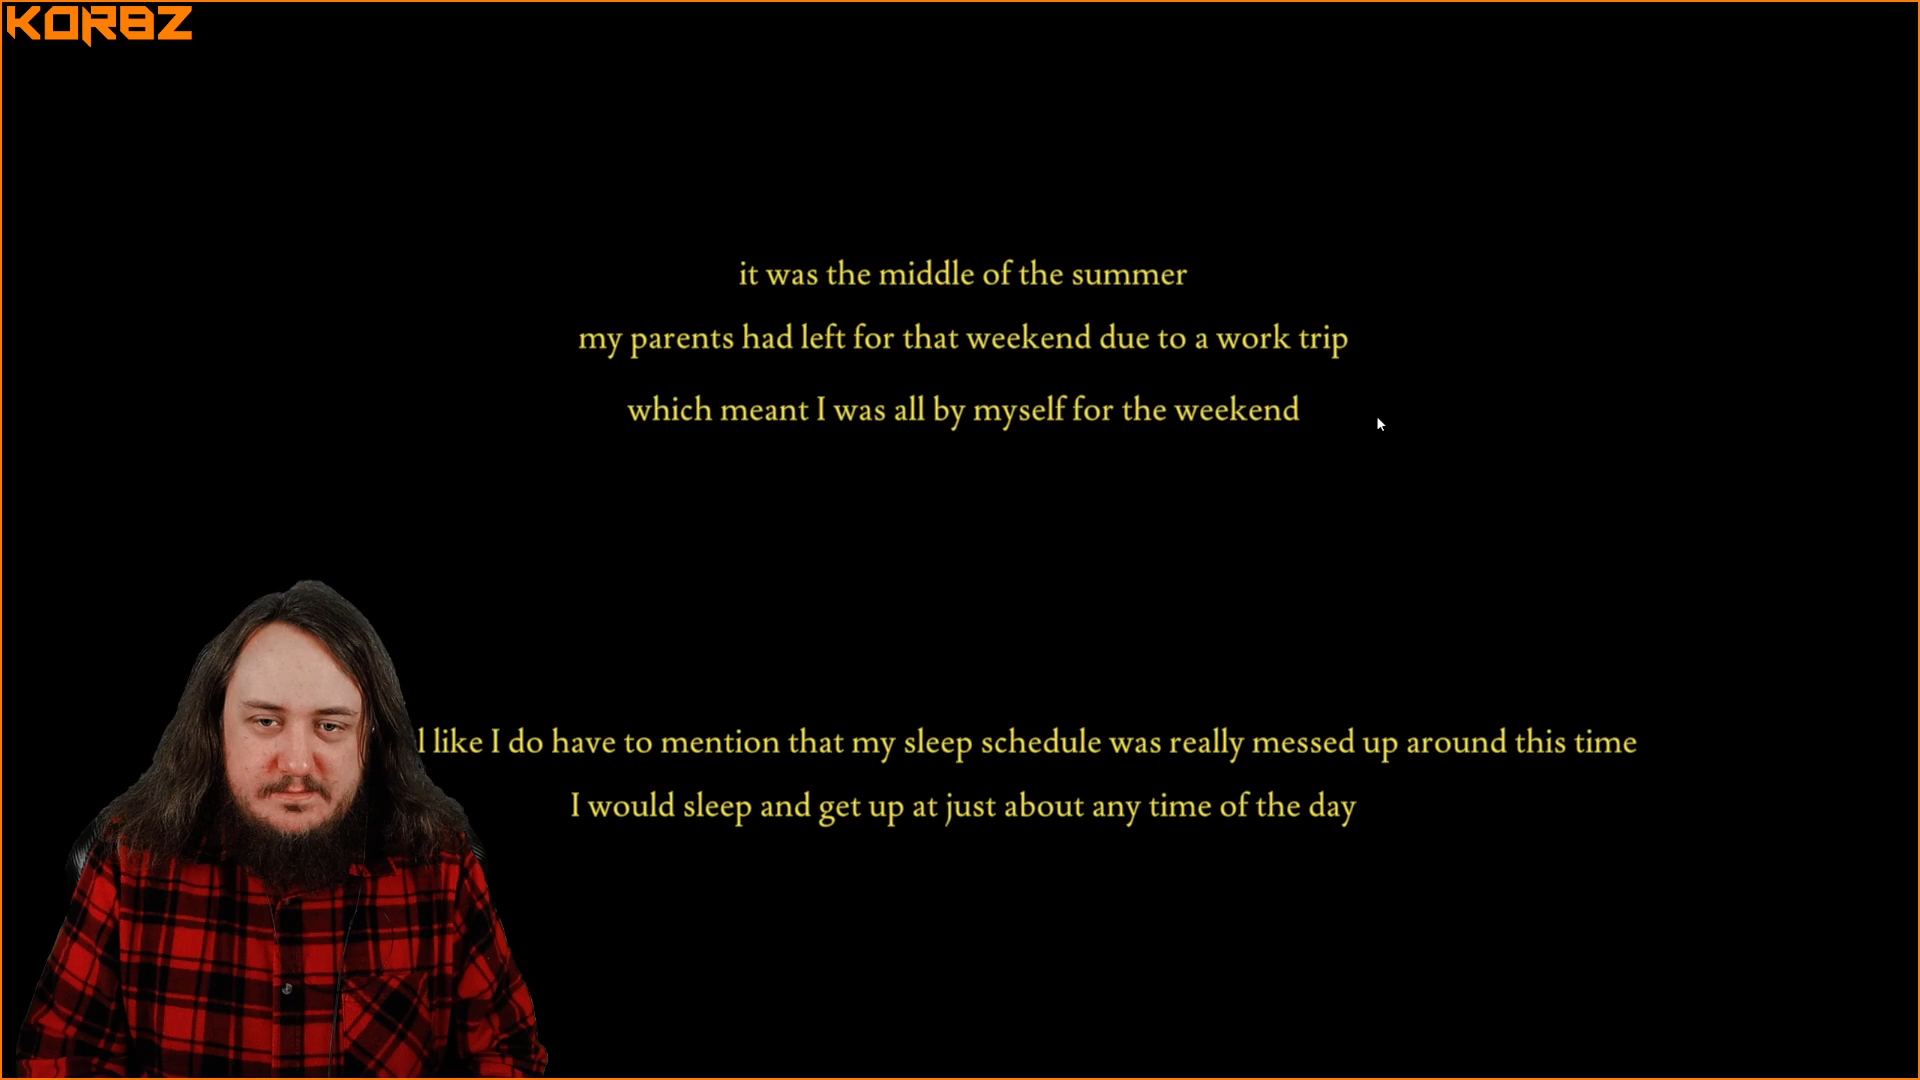 KORBZ
it was the middle of the summer
my parents had left for that weekend due to a work trip
which meant I was all by myself for the weekend
like I do have to mention that my sleep schedule was really messed up around this time
I would sleep and get up at just about any time of the day